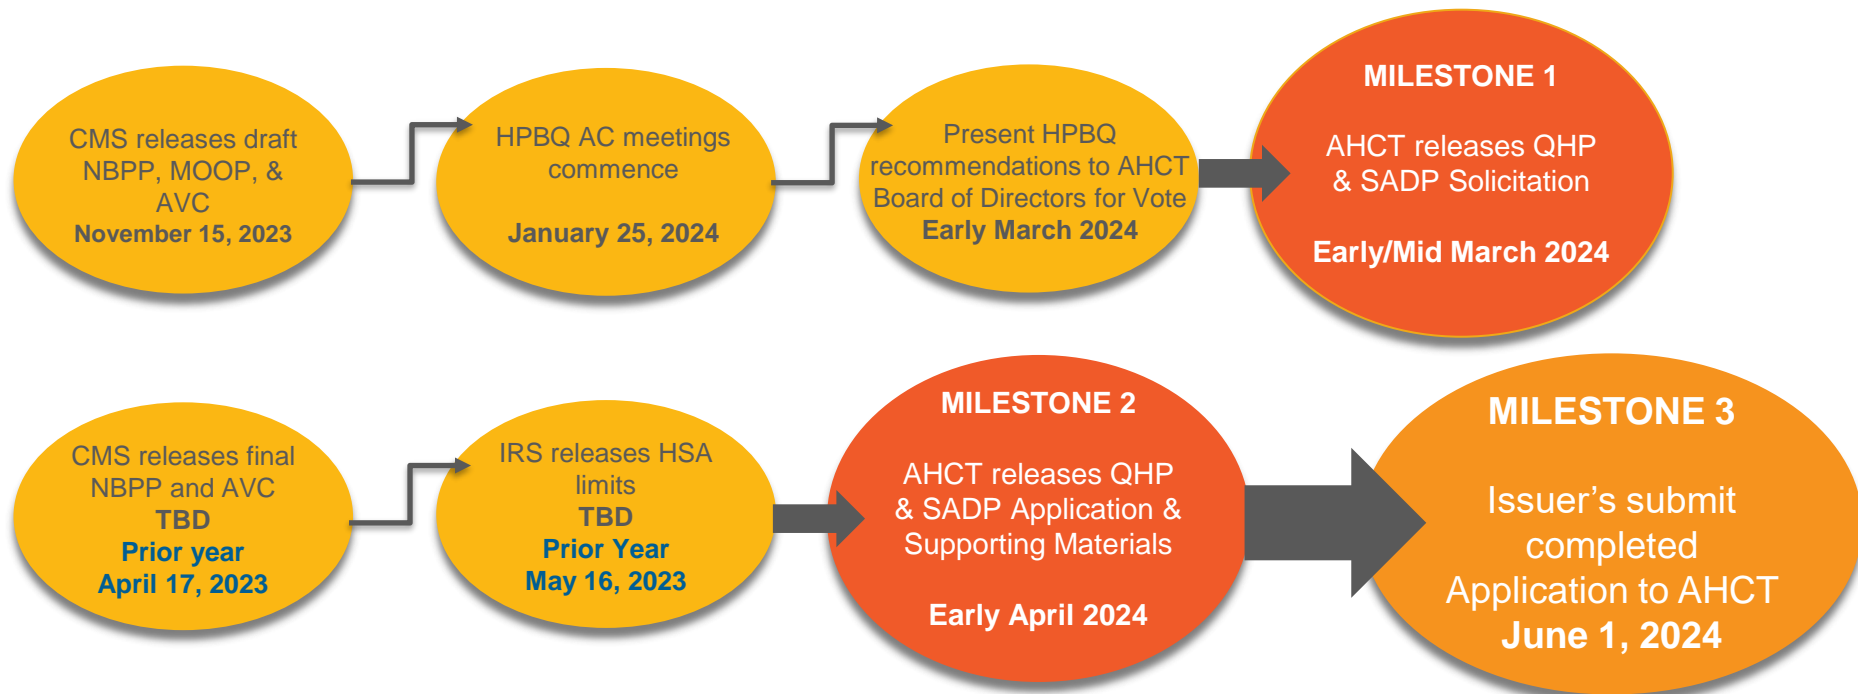 CMS releases draft
NBPP, MOOP, &
AVC
November 15, 2023
HPBQ AC meetings
commence
January 25, 2024
Present HPBQ
recommendations to AHCT
Board of Directors for Vote
Early March 2024
MILESTONE 1
AHCT releases QHP
& SADP Solicitation
Early/Mid March 2024
CMS releases final
NBPP and AVC
TBD
Prior year
April 17, 2023
IRS releases HSA
limits
TBD
Prior Year
May 16, 2023
MILESTONE 2
AHCT releases QHP
& SADP Application &
Supporting Materials
Early April 2024
MILESTONE 3
Issuer’s submit
completed
Application to AHCT
June 1, 2024